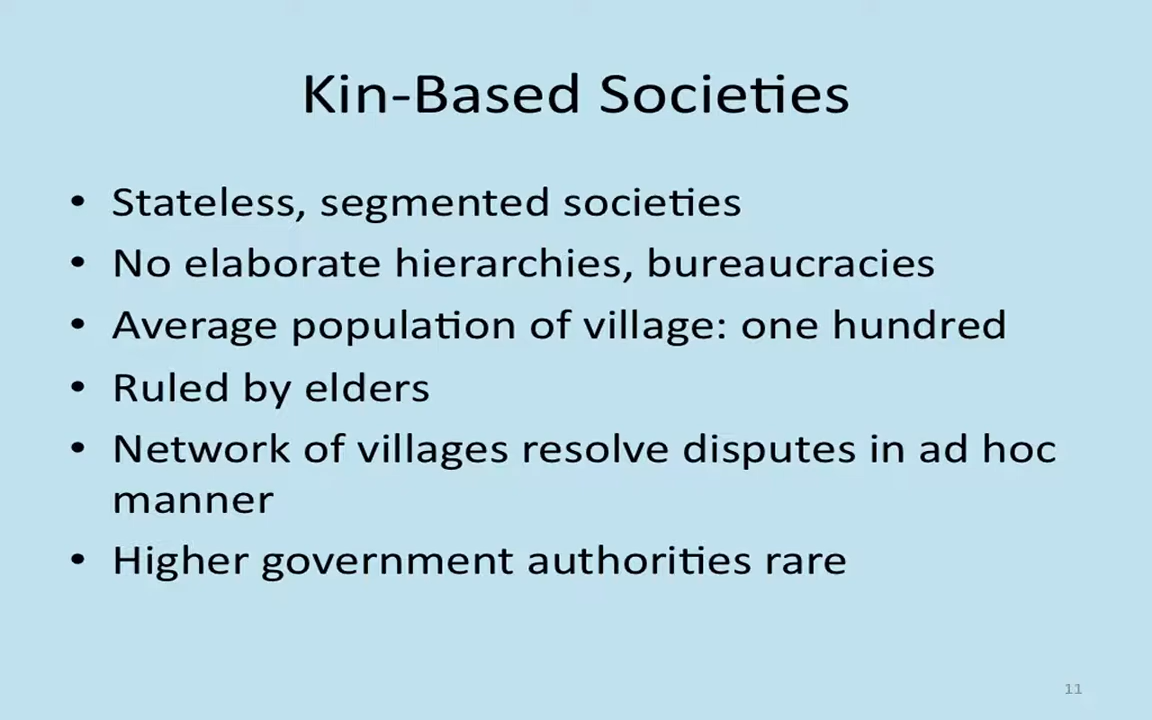 Kin-Based Societies
• Stateless, segmented societies
• No elaborate hierarchies, bureaucracies
• Average population of village: one hundred
• Ruled by elders
• Network of villages resolve disputes in ad hoc
manner
• Higher government authorities rare
11